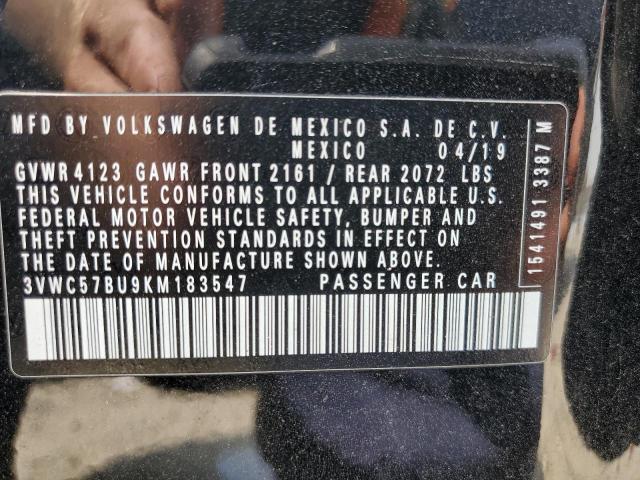 MFD BY VOLKSWAGEN DE MEXICO S.A. DE C.V.
MEXICO 04/19
GVWR 4123 GAWR FRONT 2161 / REAR 2072 LBS
THIS VEHICLE CONFORMS TO ALL APPLICABLE U.S.
FEDERAL MOTOR VEHICLE SAFETY, BUMPER AND
THEFT PREVENTION STANDARDS IN EFFECT ON
THE DATE OF MANUFACTURE SHOWN ABOVE.
3VWC57BU9KM183547 PASSENGER CAR
1541491 3387 M